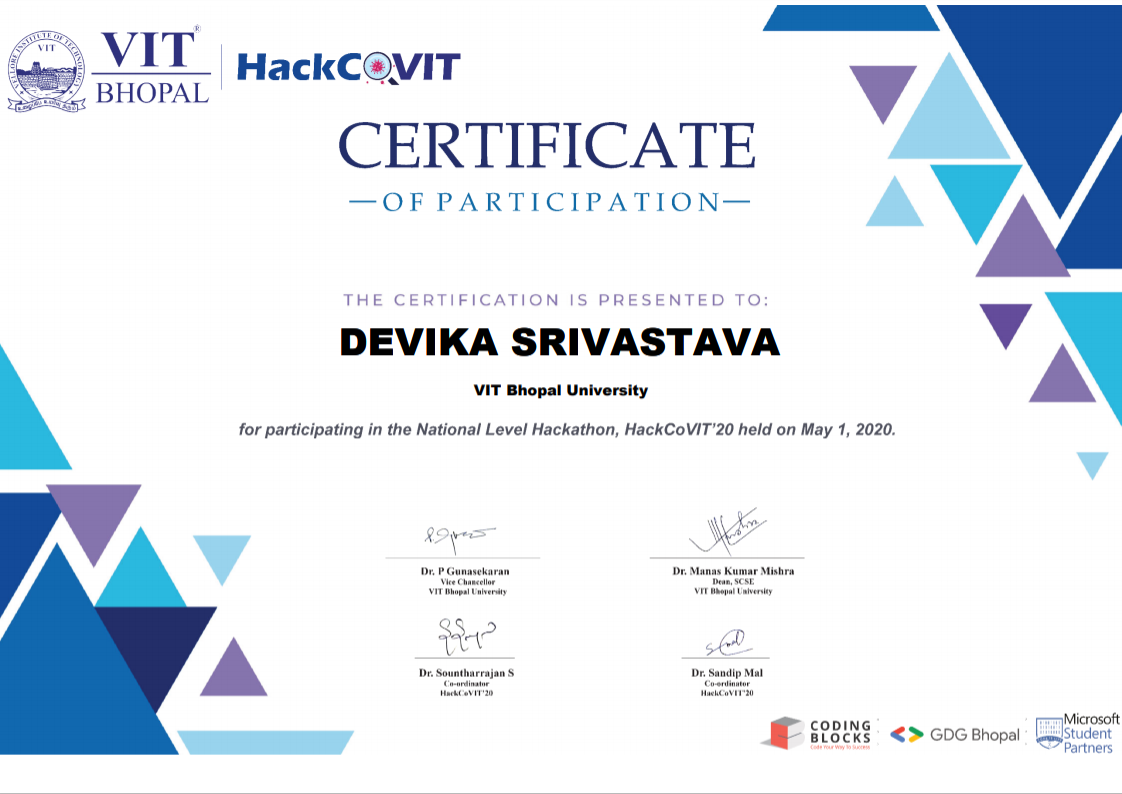 VELLORE INSTITUTE OF TECHNOLOGY
VIT
VIT®
BHOPAL
HackCOVIT
CERTIFICATE
—OF PARTICIPATION—
THE CERTIFICATION IS PRESENTED TO:
DEVIKA SRIVASTAVA
VIT Bhopal University
for participating in the National Level Hackathon, HackCoVIT'20 held on May 1, 2020.
Dr. P Gunasekaran
Vice Chancellor
VIT Bhopal University
Dr. Manas Kumar Mishra
Dean, SCSE
VIT Bhopal University
Dr. Sountharrajan S
Co-ordinator
HackCoVIT'20
Dr. Sandip Mal
Co-ordinator
HackCoVIT'20
CODING
BLOCKS
Code Your Way To Success
GDG Bhopal
Microsoft
Student
Partners